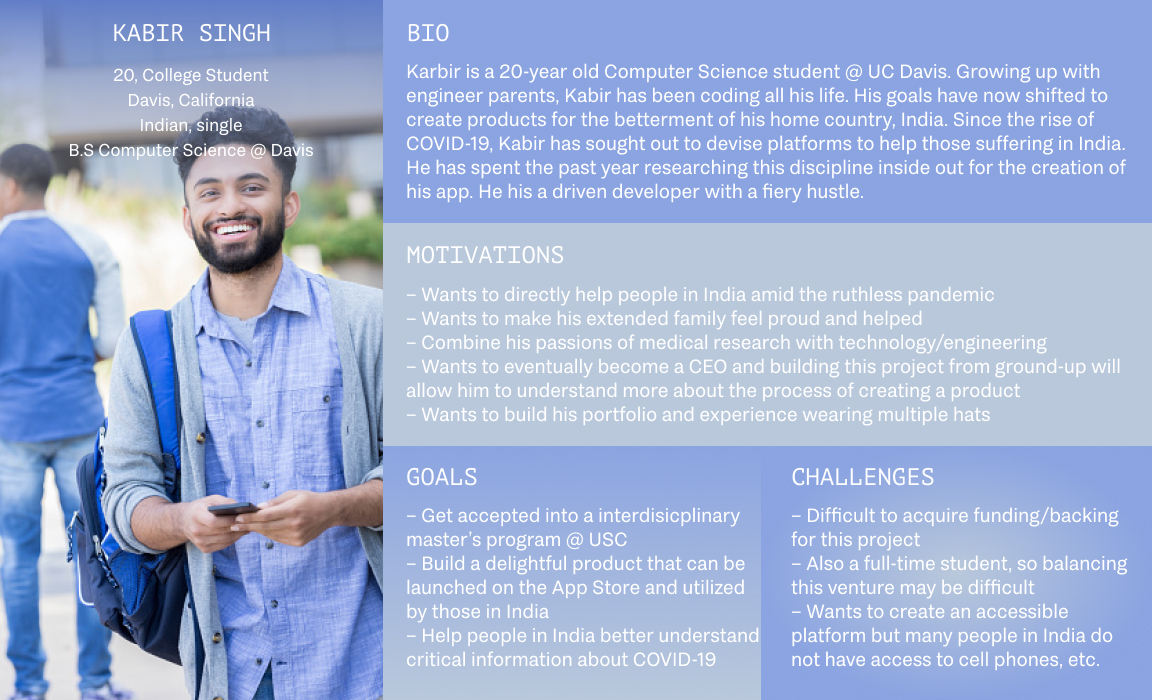 KABIR SINGH
20, College Student
Davis, California
Indian, single
B.S Computer Science @ Davis
BIO
Karbir is a 20-year old Computer Science student @ UC Davis. Growing up with
engineer parents, Kabir has been coding all his life. His goals have now shifted to
create products for the betterment of his home country, India. Since the rise of
COVID-19, Kabir has sought out to devise platforms to help those suffering in India.
He has spent the past year researching this discipline inside out for the creation of
his app. He his a driven developer with a fiery hustle.
MOTIVATIONS
– Wants to directly help people in India amid the ruthless pandemic
– Wants to make his extended family feel proud and helped
– Combine his passions of medical research with technology/engineering
– Wants to eventually become a CEO and building this project from ground-up will
allow him to understand more about the process of creating a product
– Wants to build his portfolio and experience wearing multiple hats
GOALS
– Get accepted into a interdisicplinary
master's program @ USC
– Build a delightful product that can be
launched on the App Store and utilized
by those in India
– Help people in India better understand
critical information about COVID-19
CHALLENGES
– Difficult to acquire funding/backing
for this project
– Also a full-time student, so balancing
this venture may be difficult
– Wants to create an accessible
platform but many people in India do
not have access to cell phones, etc.